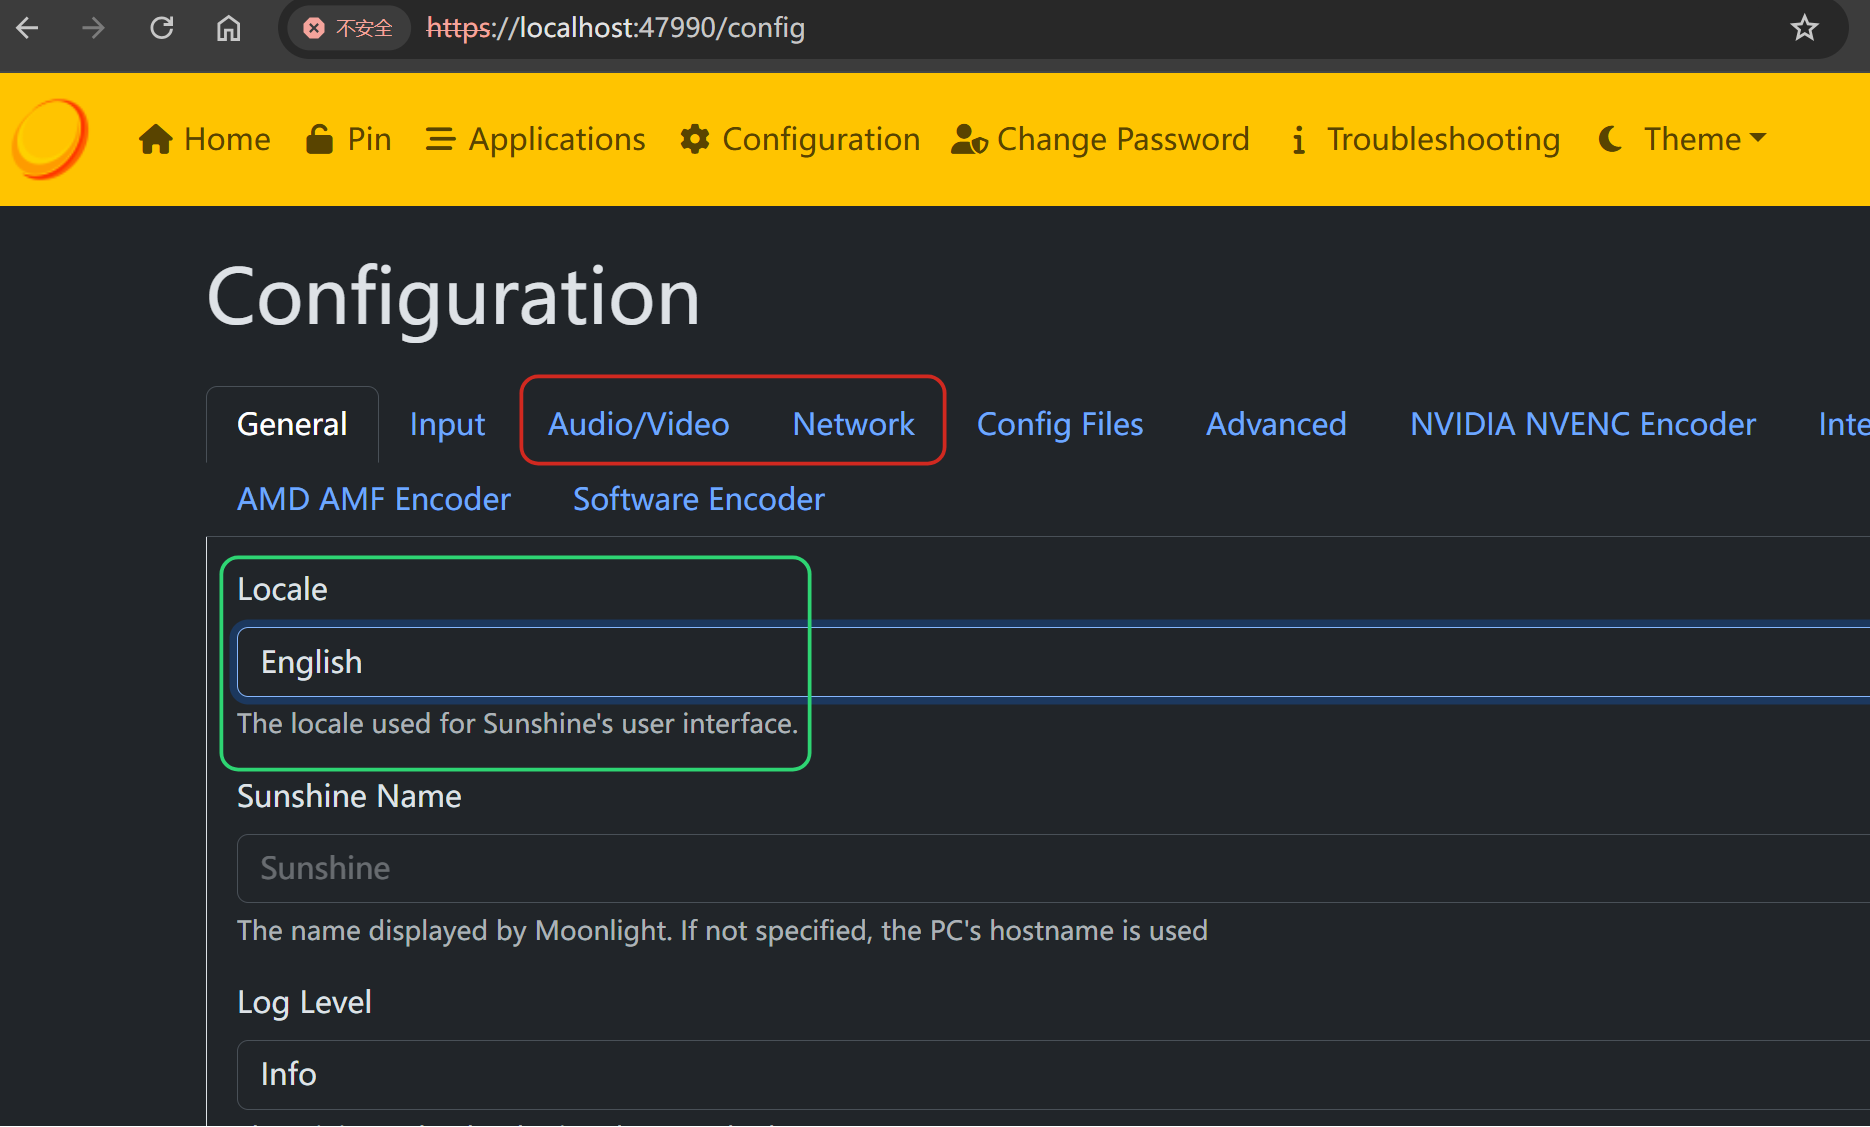 不安全 https://localhost:47990/config
Home Pin Applications Configuration Change Password Troubleshooting Theme
Configuration
General Input Audio/Video Network Config Files Advanced NVIDIA NVENC Encoder Inte
AMD AMF Encoder Software Encoder
Locale
English
The locale used for Sunshine's user interface.
Sunshine Name
Sunshine
The name displayed by Moonlight. If not specified, the PC's hostname is used
Log Level
Info